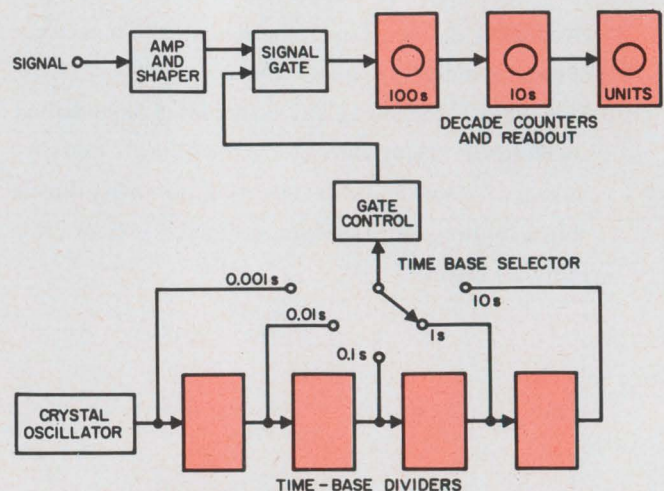 SIGNAL
AMP
AND
SHAPER
SIGNAL
GATE
100s
10s
UNITS
DECADE COUNTERS
AND READOUT
GATE
CONTROL
TIME BASE SELECTOR
0.001s
0.01s
0.1s
1s
10s
CRYSTAL
OSCILLATOR
TIME-BASE DIVIDERS